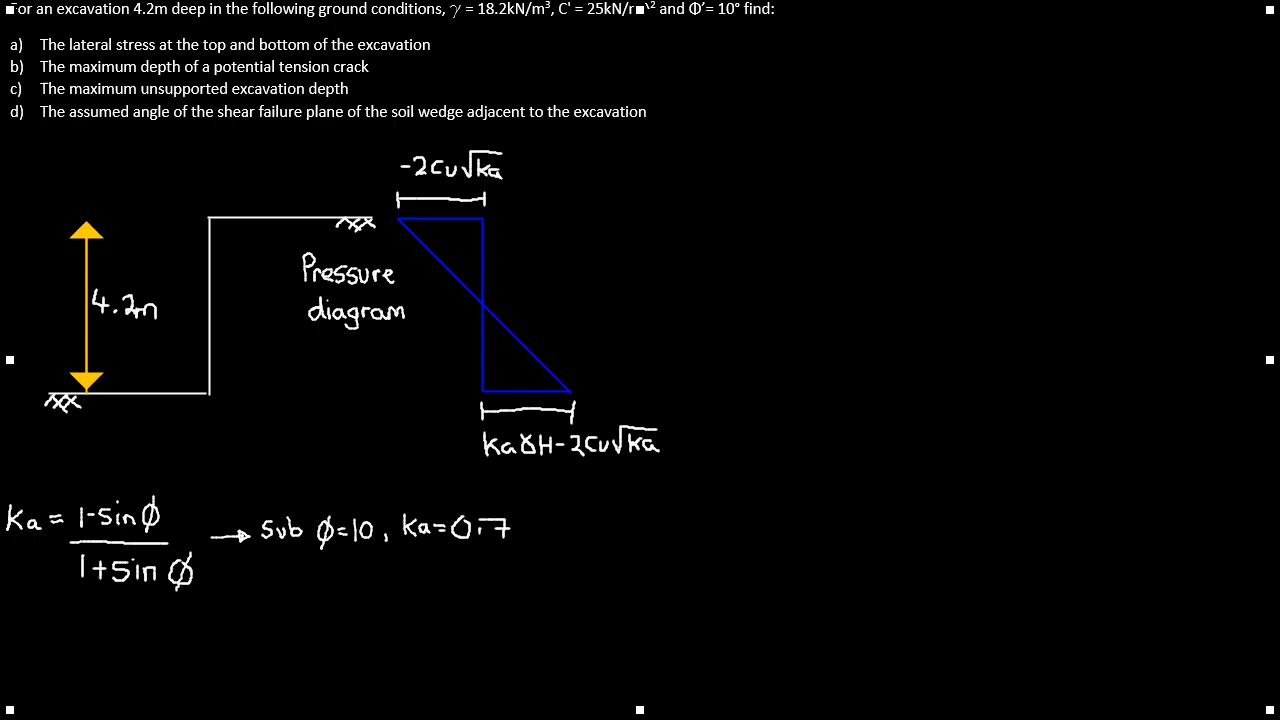 For an excavation 4.2m deep in the following ground conditions, γ = 18.2kN/m³, C' = 25kN/m^2 and Φ′= 10° find:
a) The lateral stress at the top and bottom of the excavation
b) The maximum depth of a potential tension crack
c) The maximum unsupported excavation depth
d) The assumed angle of the shear failure plane of the soil wedge adjacent to the excavation
-2Cu√Ka
Pressure
diagram
4.2m
KaγH-2Cu√Ka
Ka = 1-Sinφ
1+Sinφ
→ Sub φ=10, Ka=0.7